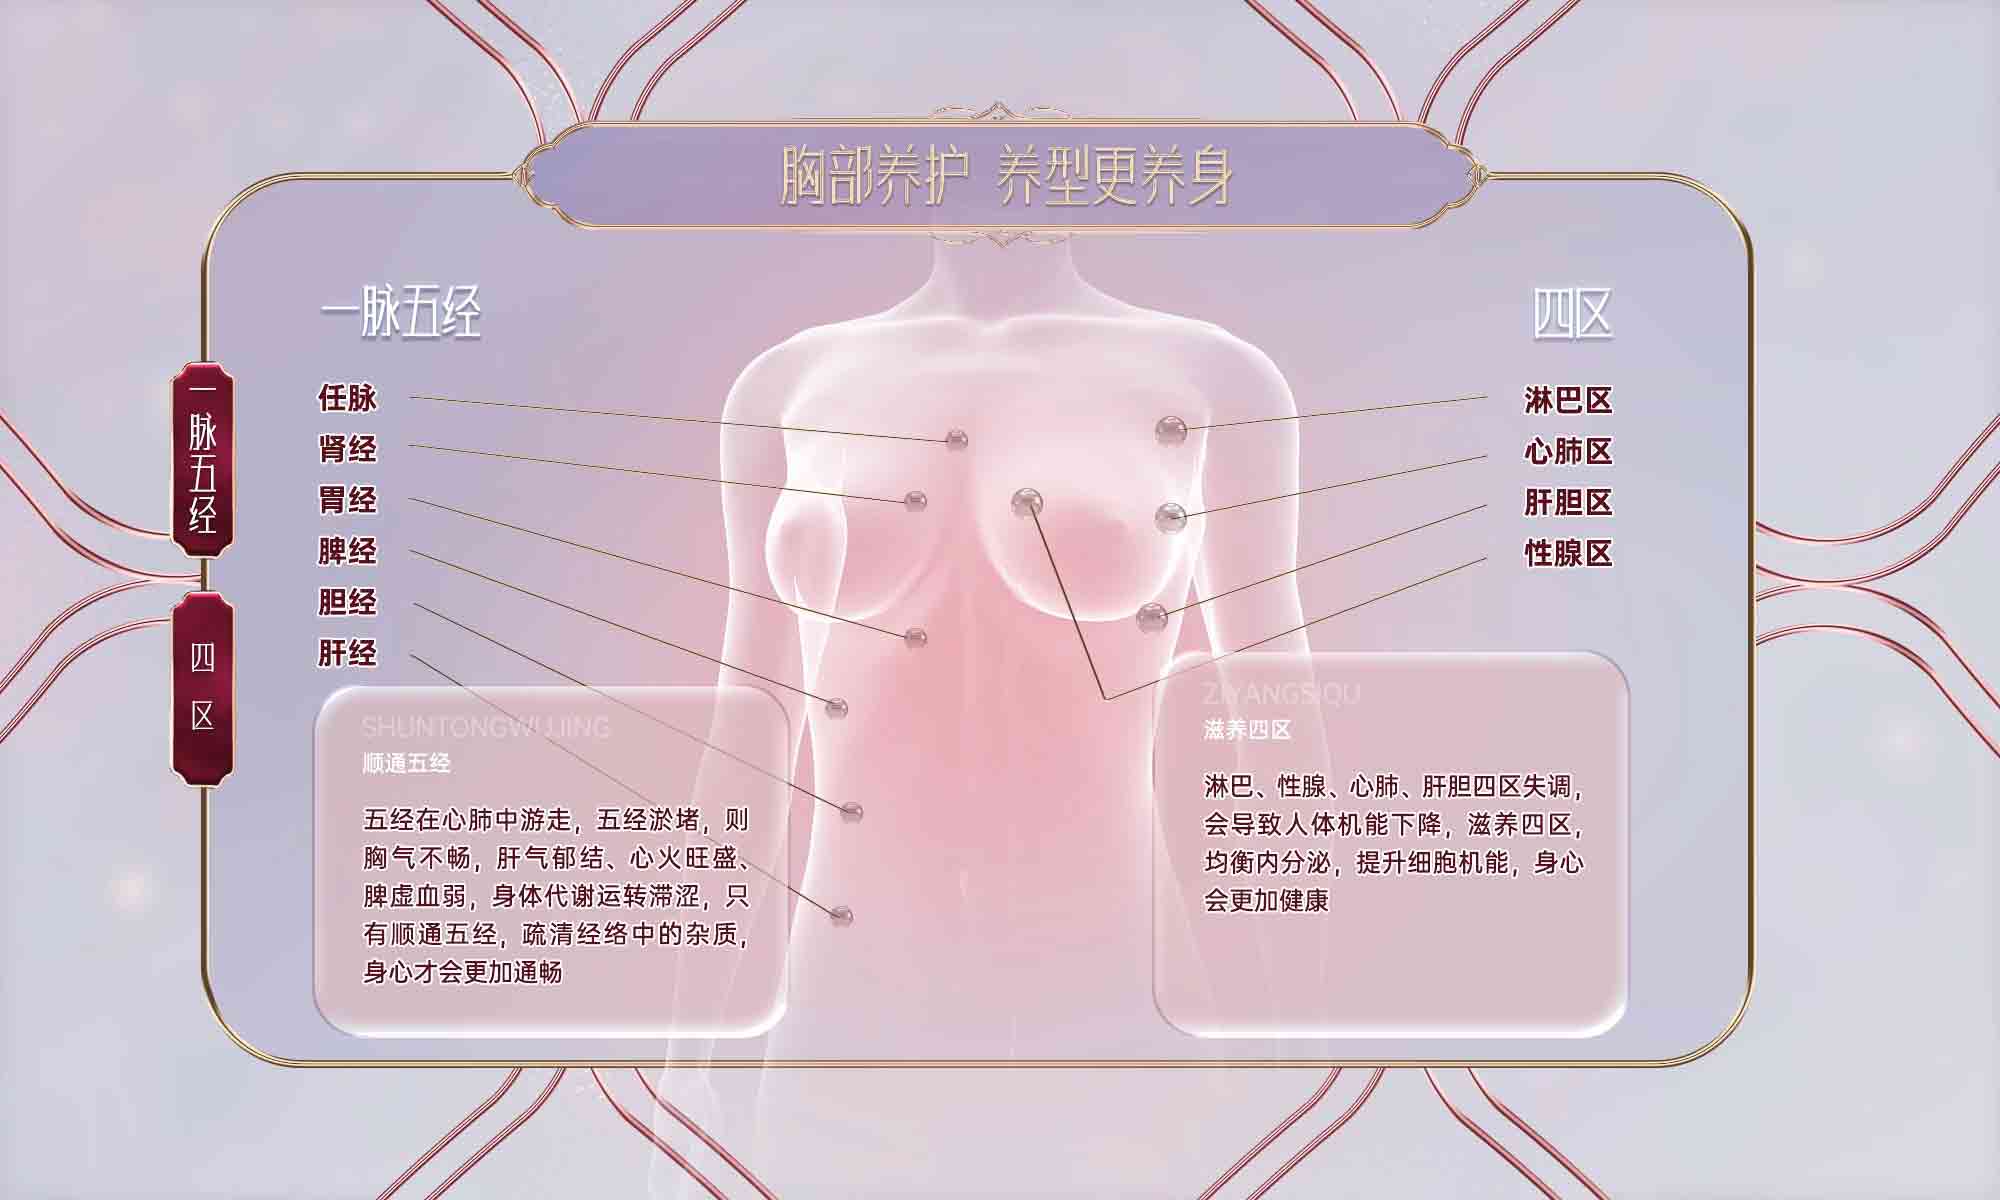 胸部养护 养型更养身
一脉五经
任脉
肾经
胃经
脾经
胆经
肝经
四区
淋巴区
心肺区
肝胆区
性腺区
一脉五经
四区
SHUNTONGWUJING
顺通五经
五经在心肺中游走，五经淤堵，则
胸气不畅，肝气郁结、心火旺盛、
脾虚血弱，身体代谢运转滞涩，只
有顺通五经，疏清经络中的杂质，
身心才会更加通畅
ZIYANGSIQU
滋养四区
淋巴、性腺、心肺、肝胆四区失调，
会导致人体机能下降，滋养四区，
均衡内分泌，提升细胞机能，身心
会更加健康